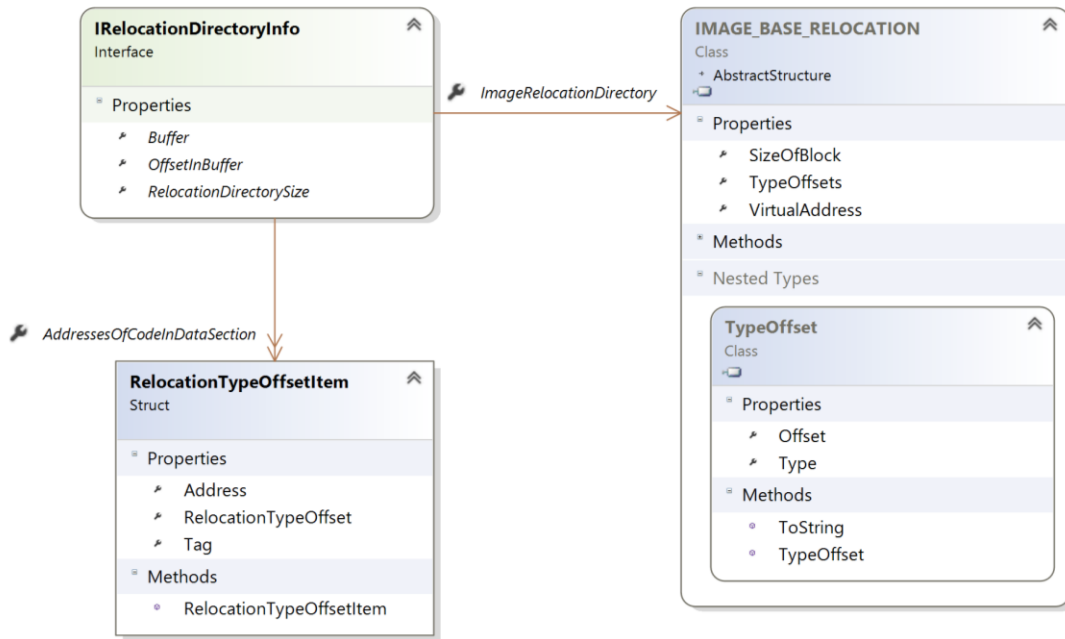 IRelocationDirectoryInfo
Interface
Properties
Buffer
OffsetInBuffer
RelocationDirectorySize
ImageRelocationDirectory
IMAGE_BASE_RELOCATION
Class
AbstractStructure
Properties
SizeOfBlock
TypeOffsets
VirtualAddress
Methods
Nested Types
TypeOffset
Class
Properties
Offset
Type
Methods
ToString
TypeOffset
AddressesOfCodeInDataSection
RelocationTypeOffsetItem
Struct
Properties
Address
RelocationTypeOffset
Tag
Methods
RelocationTypeOffsetItem